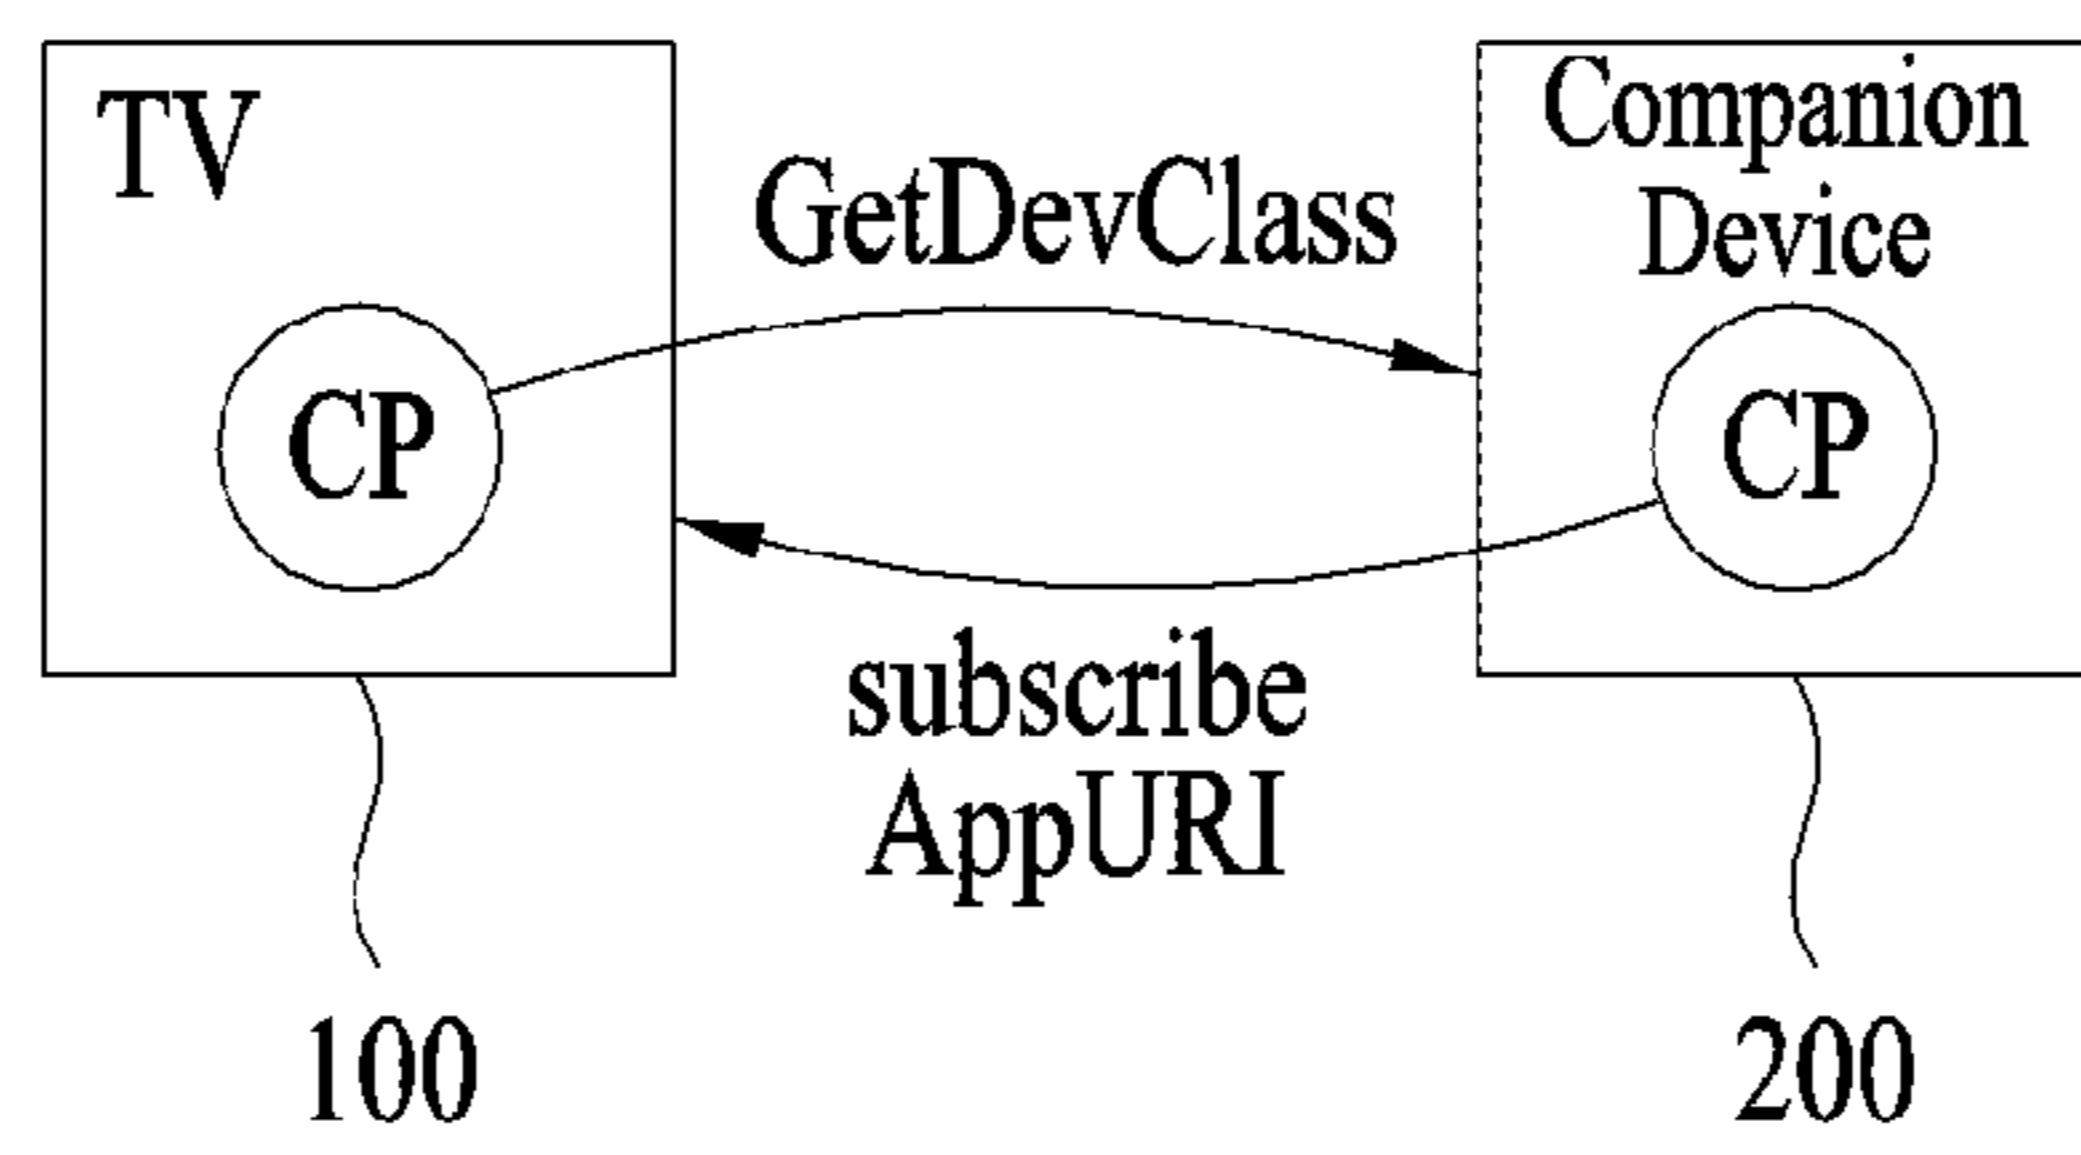 TV
GetDevClass
Companion
Device
CP
CP
subscribe
AppURI
100
200